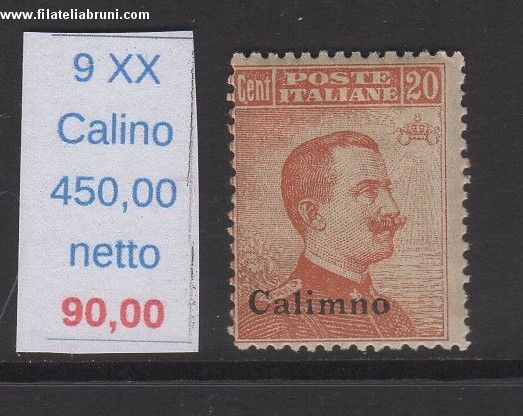 www.filateliabruni.com
9 XX
Calino
450,00
netto
90,00
Cent POSTE 20
ITALIANE
Calimno